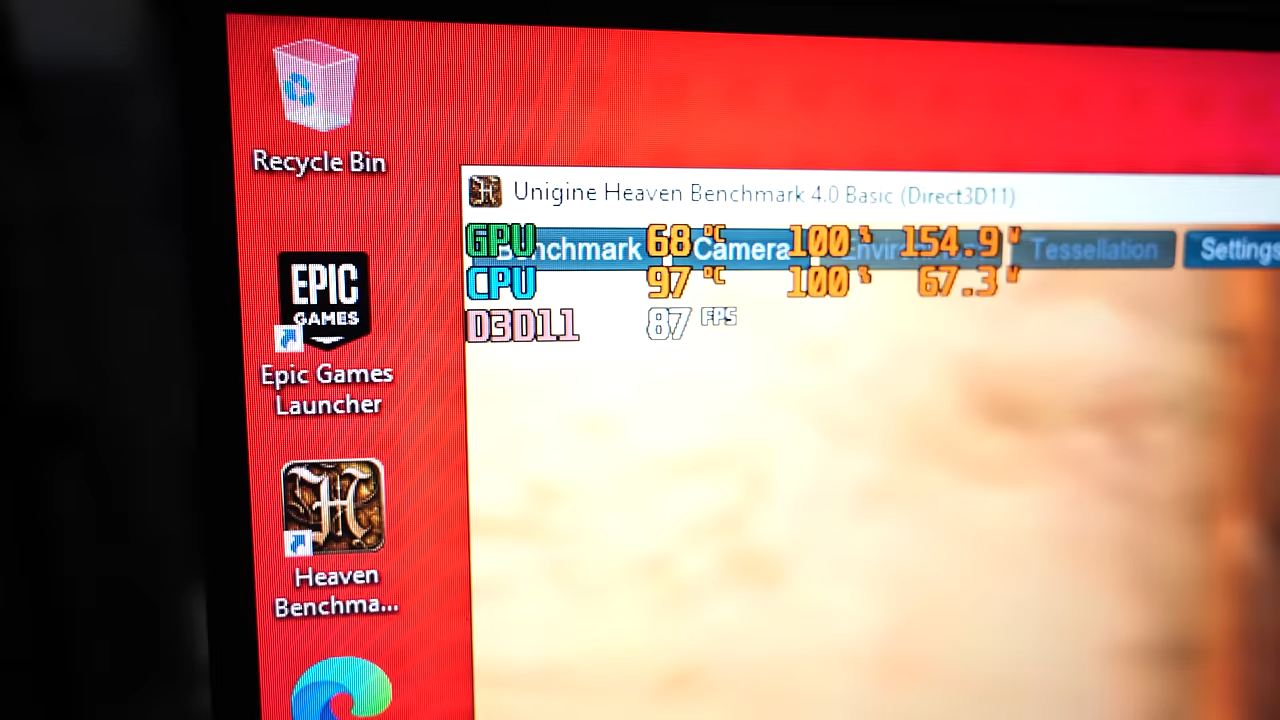 Recycle Bin
Unigine Heaven Benchmark 4.0 Basic (Direct3D11)
GPU 68 °C 100 % 154.9 W
nchmark Camera Tessellation Settings
CPU 97 °C 100 % 67.3 W
D3D11 87 FPS
EPIC
GAMES
Epic Games
Launcher
H
Heaven
Benchma...